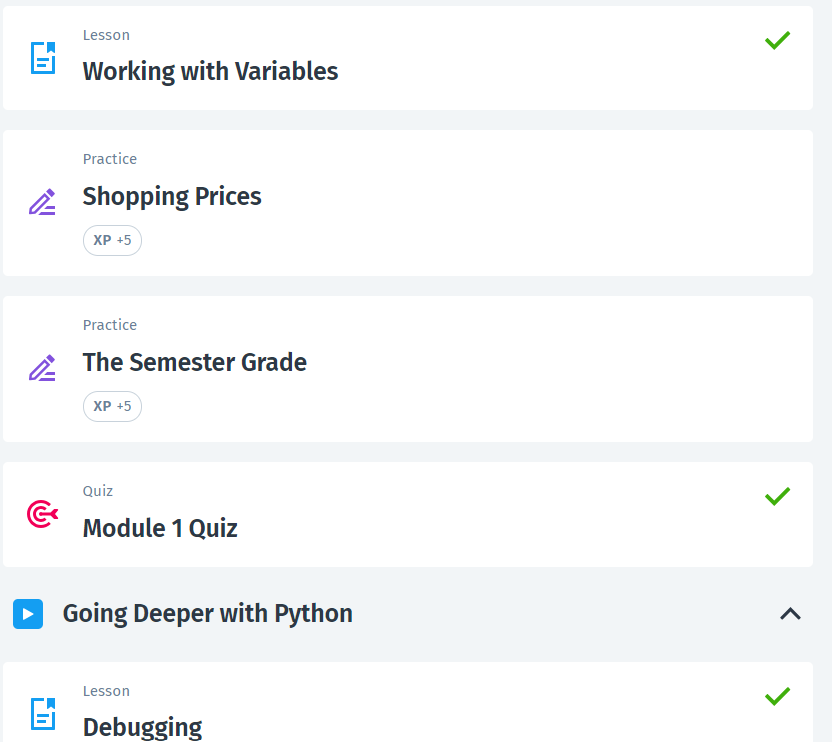 Lesson
Working with Variables
Practice
Shopping Prices
XP +5
Practice
The Semester Grade
XP +5
Quiz
Module 1 Quiz
Going Deeper with Python
Lesson
Debugging